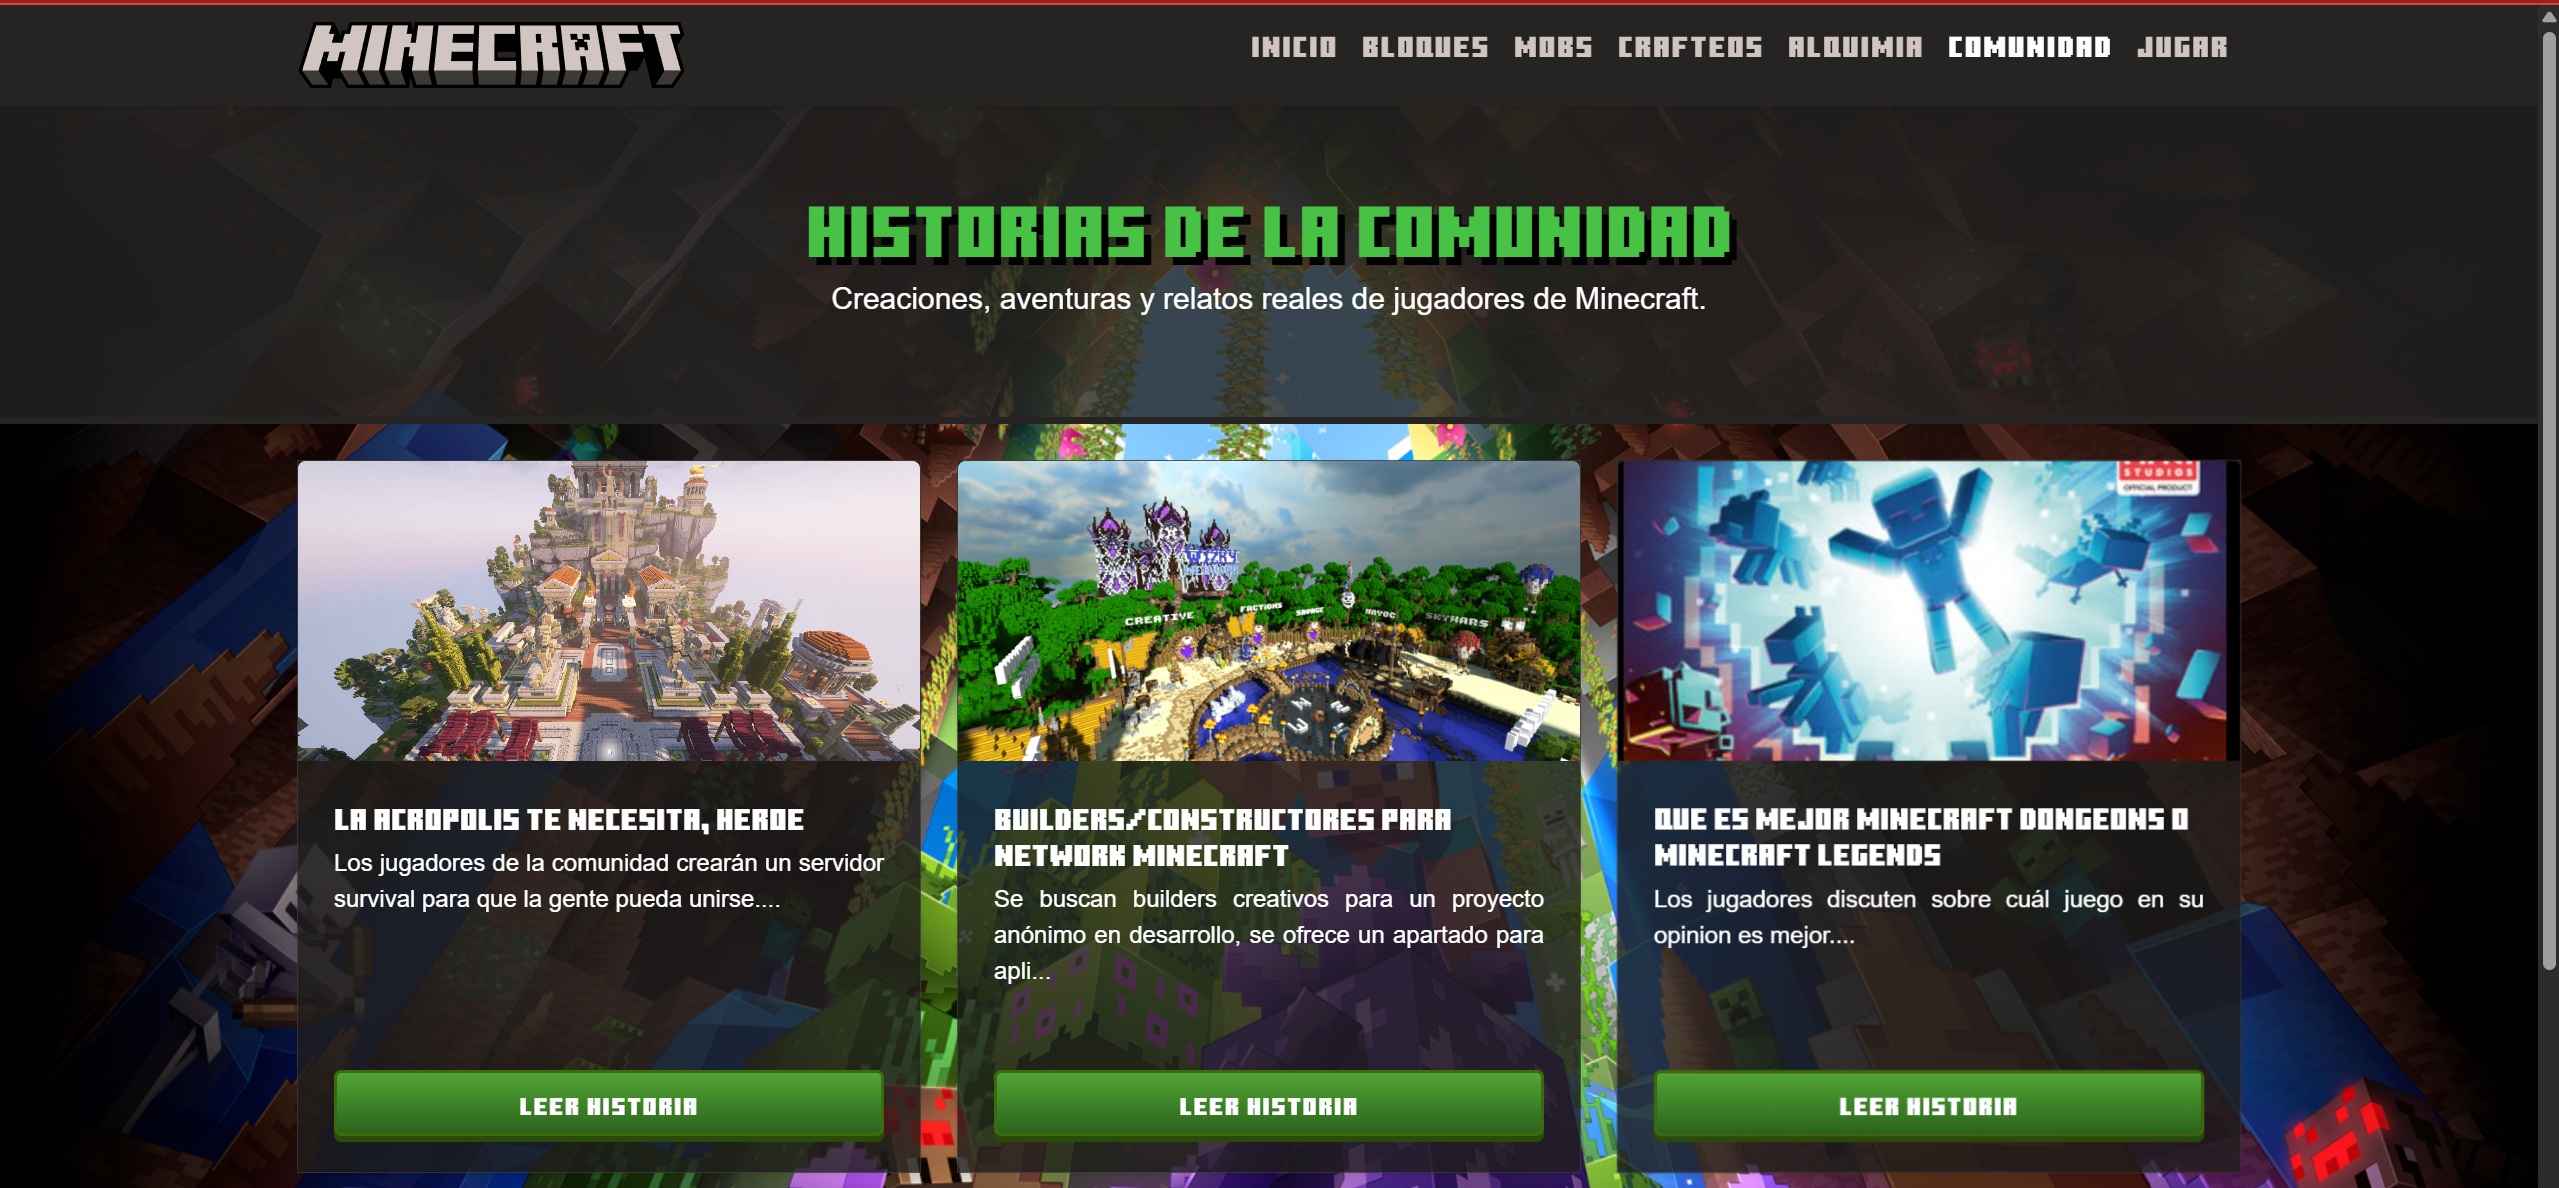 MINECRAFT
INICIO BLOQUES MOBS CRAFTEOS ALQUIMIA COMUNIDAD JUGAR
HISTORIAS DE LA COMUNIDAD
Creaciones, aventuras y relatos reales de jugadores de Minecraft.
LA ACROPOLIS TE NECESITA, HEROE
Los jugadores de la comunidad crearán un servidor
survival para que la gente pueda unirse....
LEER HISTORIA
CREATIVE FACTIONS SAVAGE HAVOC SKYWARS
BUILDERS/CONSTRUCTORES PARA
NETWORK MINECRAFT
Se buscan builders creativos para un proyecto
anónimo en desarrollo, se ofrece un apartado para
apli...
LEER HISTORIA
STUDIOS
OFFICIAL PRODUCT
QUE ES MEJOR MINECRAFT DONGEONS O
MINECRAFT LEGENDS
Los jugadores discuten sobre cuál juego en su
opinion es mejor....
LEER HISTORIA